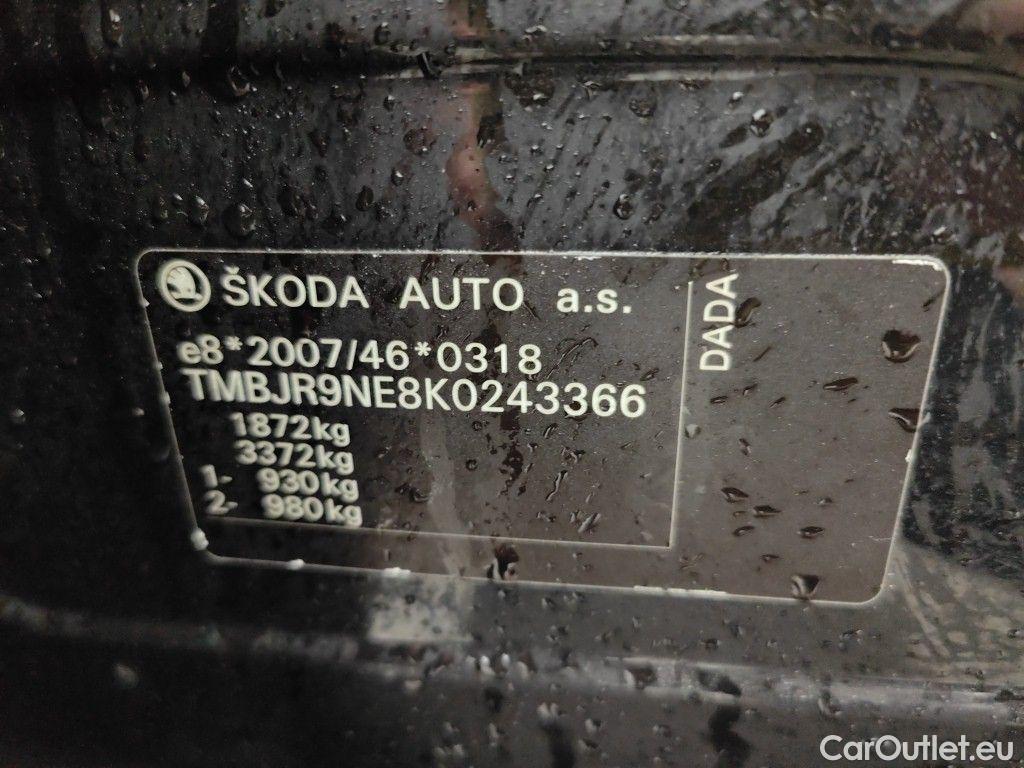 ŠKODA AUTO a.s.
e8*2007/46*0318
TMBJR9NE8K0243366
1872kg
3372kg
1- 930kg
2- 980kg
DADA
CarOutlet.eu